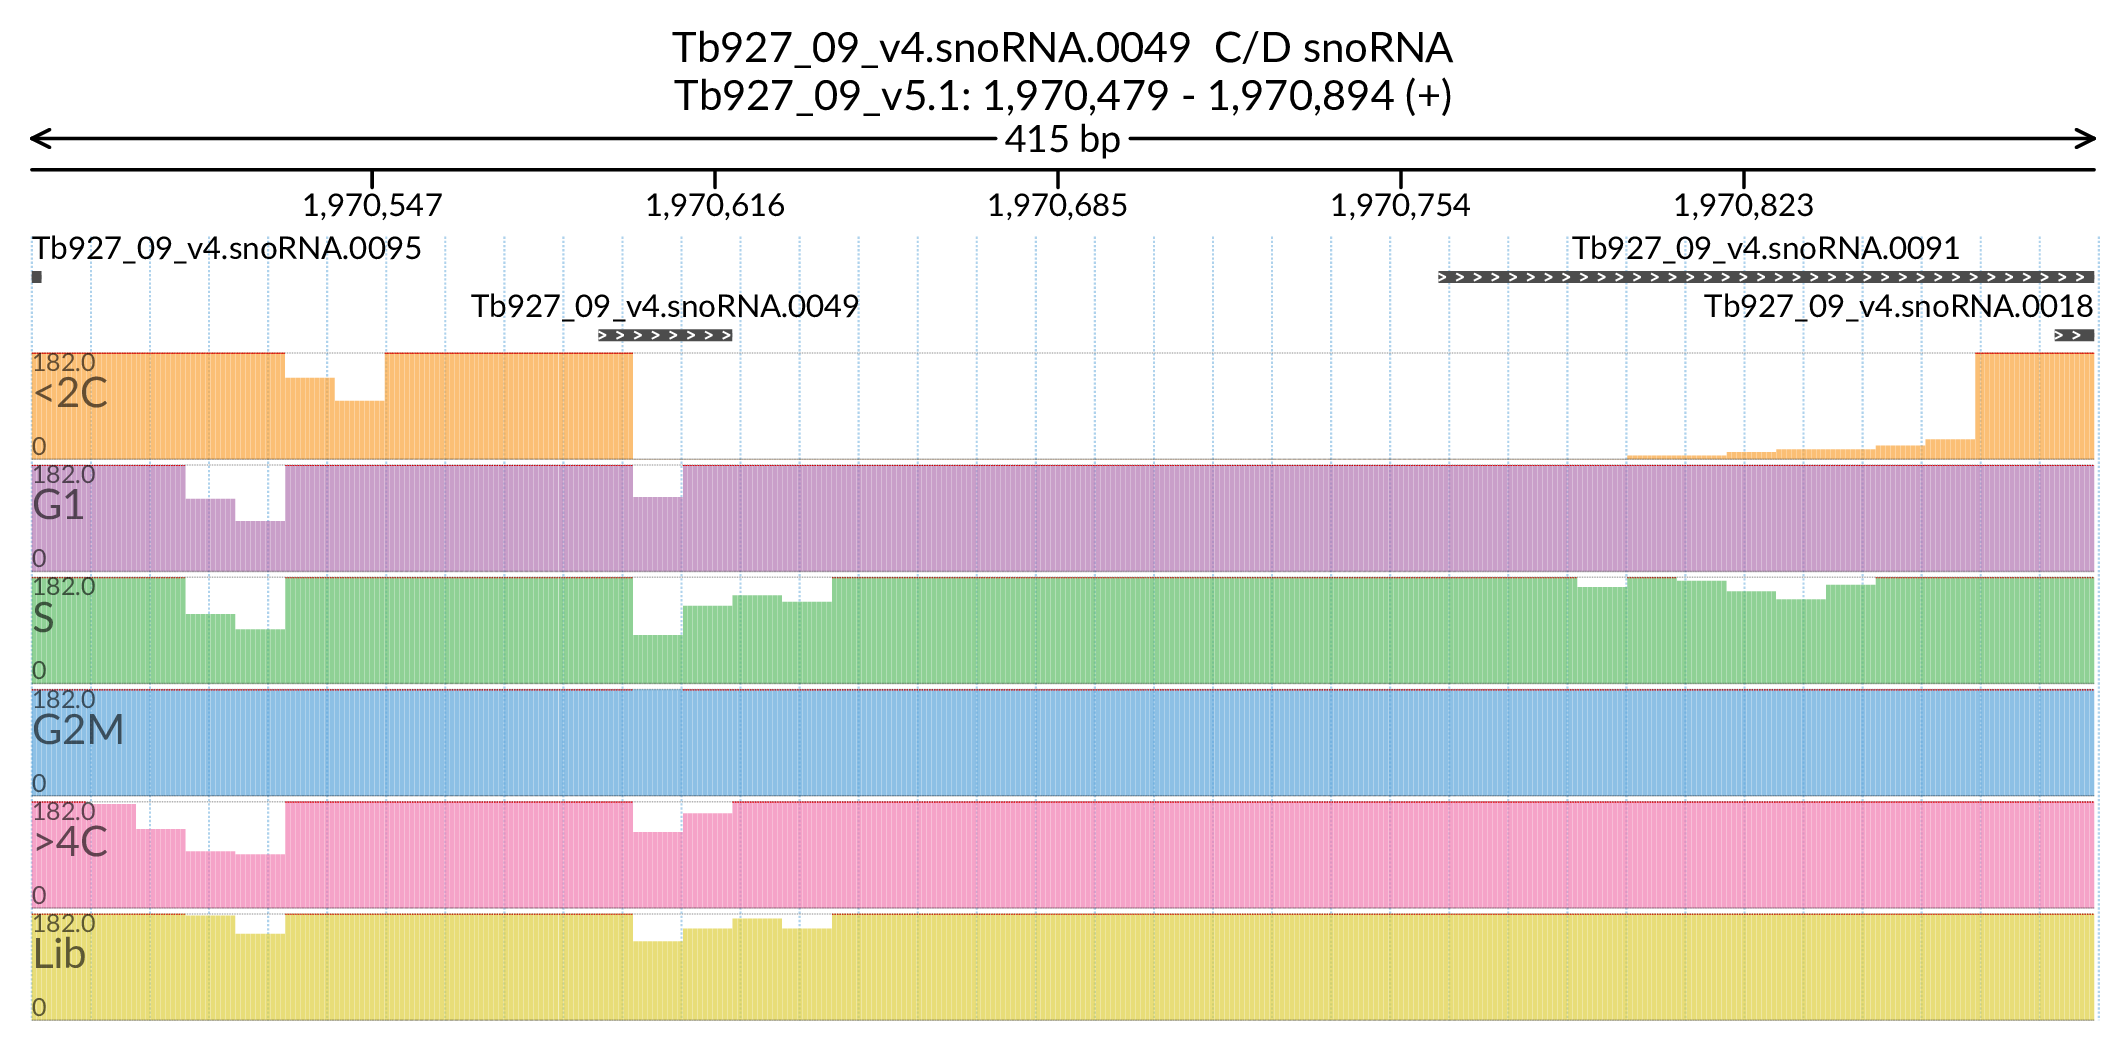 Tb927_09_v4.snoRNA.0049  C/D snoRNA
Tb927_09_v5.1: 1,970,479 - 1,970,894 (+)
415 bp
1,970,547 1,970,616 1,970,685 1,970,754 1,970,823
Tb927_09_v4.snoRNA.0095 Tb927_09_v4.snoRNA.0091
Tb927_09_v4.snoRNA.0049 Tb927_09_v4.snoRNA.0018
182.0
<2C
0
182.0
G1
0
182.0
S
0
182.0
G2M
0
182.0
>4C
0
182.0
Lib
0